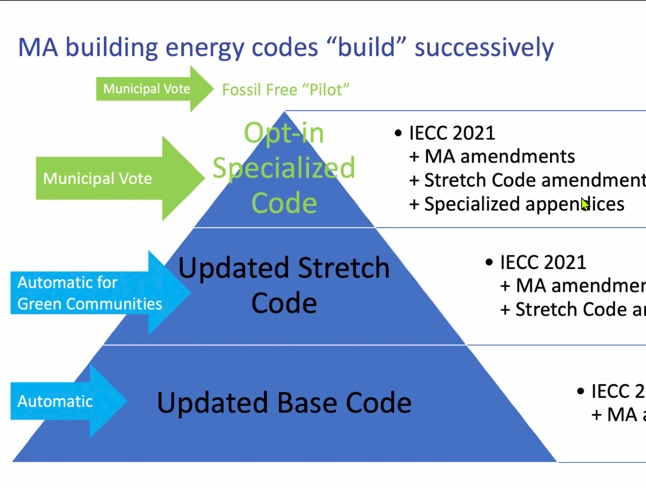 MA building energy codes “build” successively
Municipal Vote
Fossil Free “Pilot”
Municipal Vote
Opt-in
Specialized
Code
• IECC 2021
+ MA amendments
+ Stretch Code amendment
+ Specialized appendices
Automatic for
Green Communities
Updated Stretch
Code
• IECC 2021
+ MA amendmen
+ Stretch Code a
Automatic
Updated Base Code
• IECC 2
+ MA a